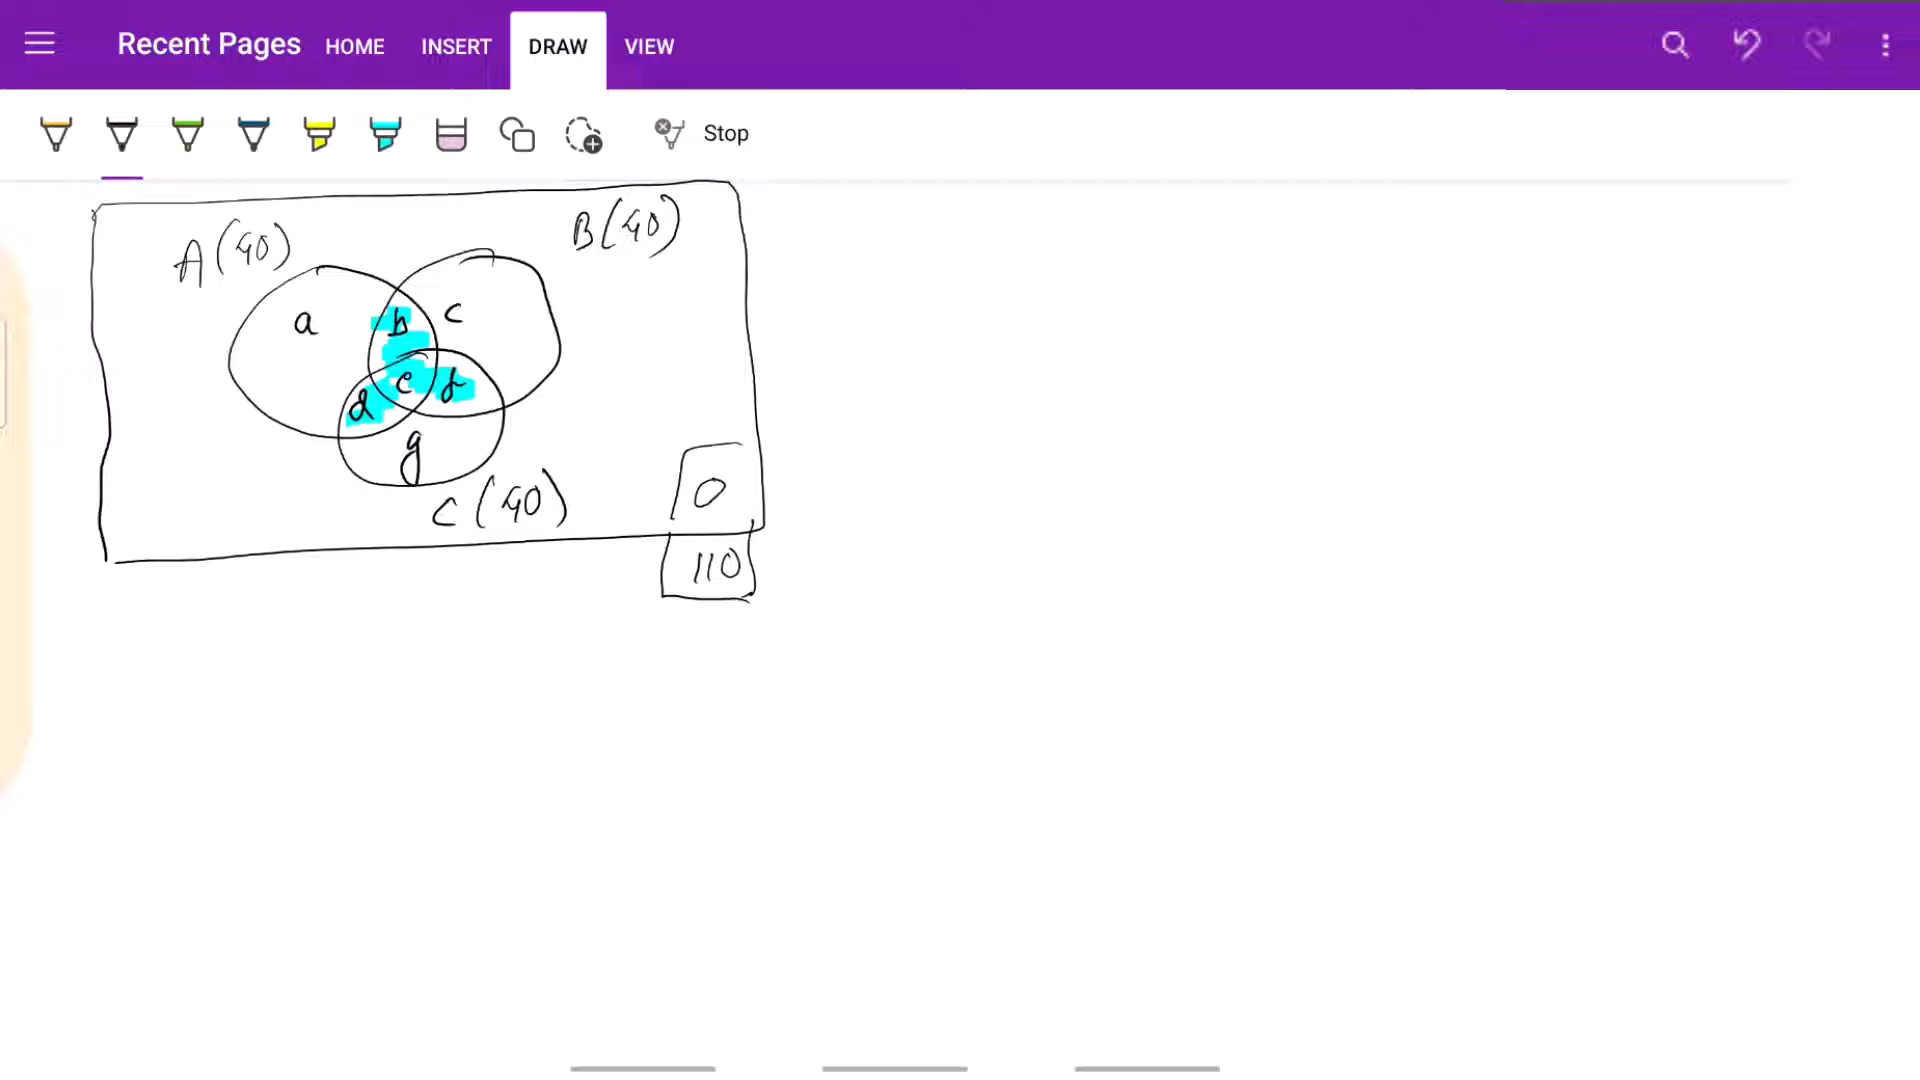 Recent Pages HOME INSERT DRAW VIEW
Stop
A (40)
B (40)
a
b
c
d
e
f
g
C (40)
0
110